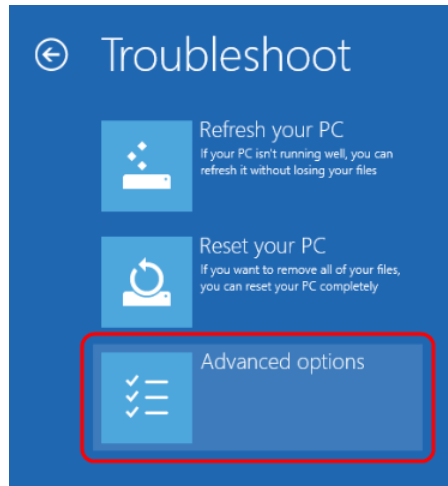 Troubleshoot
Refresh your PC
If your PC isn't running well, you can
refresh it without losing your files
Reset your PC
If you want to remove all of your files,
you can reset your PC completely
Advanced options